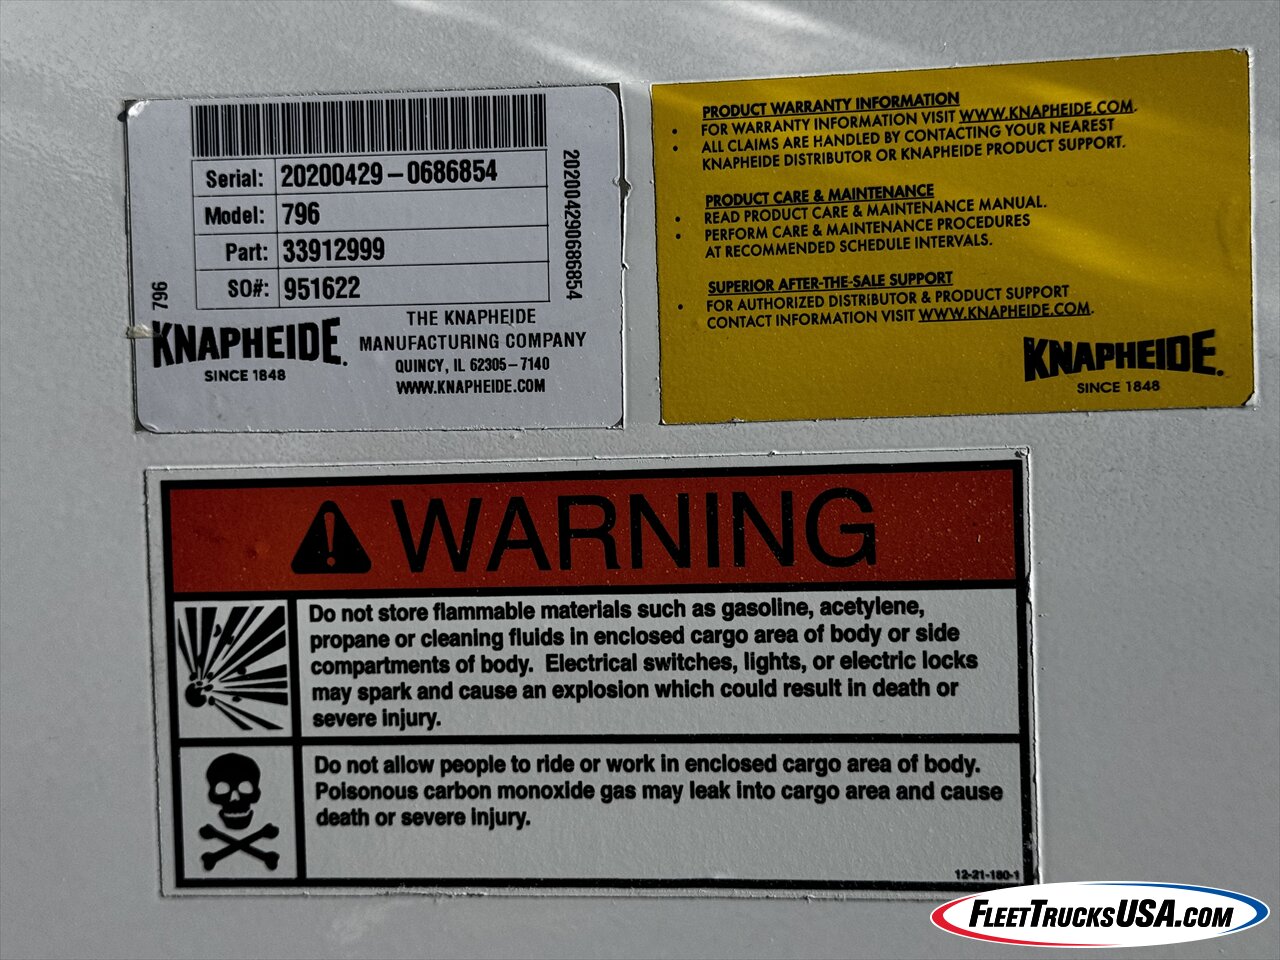 Serial: 20200429-0686854
Model: 796
Part: 33912999
SO#: 951622
202004290686854
796
KNAPHEIDE.
SINCE 1848
THE KNAPHEIDE
MANUFACTURING COMPANY
QUINCY, IL 62305-7140
WWW.KNAPHEIDE.COM
PRODUCT WARRANTY INFORMATION
• FOR WARRANTY INFORMATION VISIT WWW.KNAPHEIDE.COM.
• ALL CLAIMS ARE HANDLED BY CONTACTING YOUR NEAREST
KNAPHEIDE DISTRIBUTOR OR KNAPHEIDE PRODUCT SUPPORT.
PRODUCT CARE & MAINTENANCE
• READ PRODUCT CARE & MAINTENANCE MANUAL.
• PERFORM CARE & MAINTENANCE PROCEDURES
AT RECOMMENDED SCHEDULE INTERVALS.
SUPERIOR AFTER-THE-SALE SUPPORT
• FOR AUTHORIZED DISTRIBUTOR & PRODUCT SUPPORT
CONTACT INFORMATION VISIT WWW.KNAPHEIDE.COM.
KNAPHEIDE.
SINCE 1848
WARNING
Do not store flammable materials such as gasoline, acetylene,
propane or cleaning fluids in enclosed cargo area of body or side
compartments of body. Electrical switches, lights, or electric locks
may spark and cause an explosion which could result in death or
severe injury.
Do not allow people to ride or work in enclosed cargo area of body.
Poisonous carbon monoxide gas may leak into cargo area and cause
death or severe injury.
12-21-180-1
FLEETTRUCKSUSA.COM